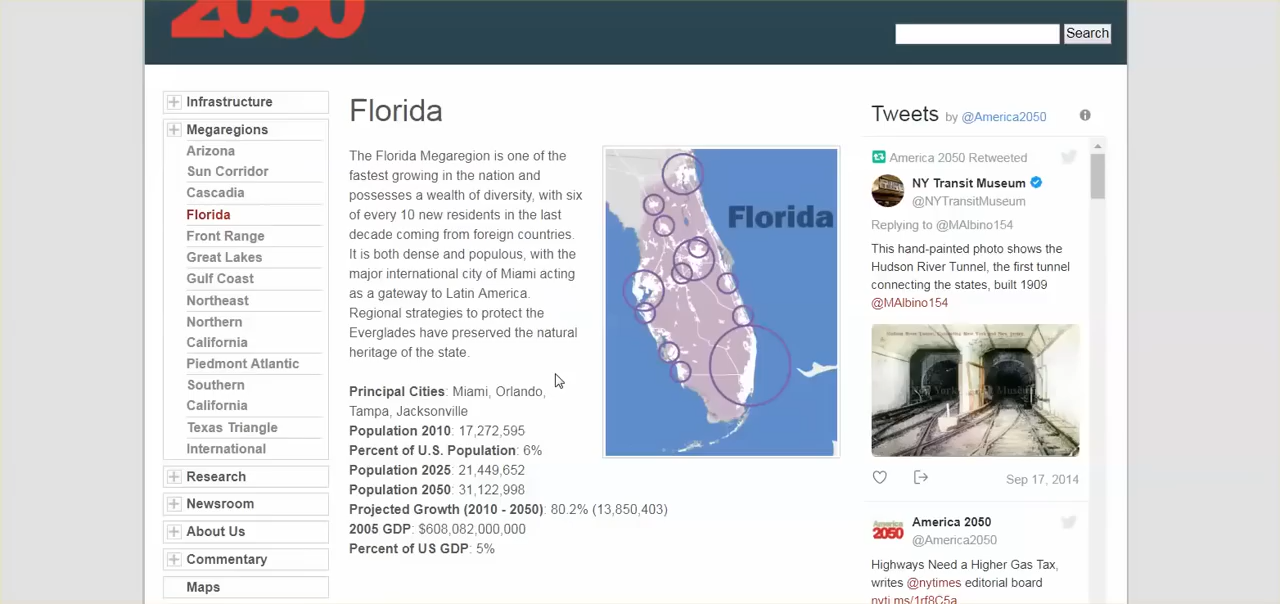 2050
Search
Infrastructure
Megaregions
Arizona
Sun Corridor
Cascadia
Florida
Front Range
Great Lakes
Gulf Coast
Northeast
Northern
California
Piedmont Atlantic
Southern
California
Texas Triangle
International
Research
Newsroom
About Us
Commentary
Maps
Florida
The Florida Megaregion is one of the
fastest growing in the nation and
possesses a wealth of diversity, with six
of every 10 new residents in the last
decade coming from foreign countries.
It is both dense and populous, with the
major international city of Miami acting
as a gateway to Latin America.
Regional strategies to protect the
Everglades have preserved the natural
heritage of the state.
Principal Cities: Miami, Orlando,
Tampa, Jacksonville
Population 2010: 17,272,595
Percent of U.S. Population: 6%
Population 2025: 21,449,652
Population 2050: 31,122,998
Projected Growth (2010 - 2050): 80.2% (13,850,403)
2005 GDP: $608,082,000,000
Percent of US GDP: 5%
Florida
Tweets by @America2050
America 2050 Retweeted
NY Transit Museum
@NYTransitMuseum
Replying to @MAlbino154
This hand-painted photo shows the
Hudson River Tunnel, the first tunnel
connecting the states, built 1909
@MAlbino154
Sep 17, 2014
America 2050
@America2050
Highways Need a Higher Gas Tax,
writes @nytimes editorial board
nyti.ms/1rf8C5a